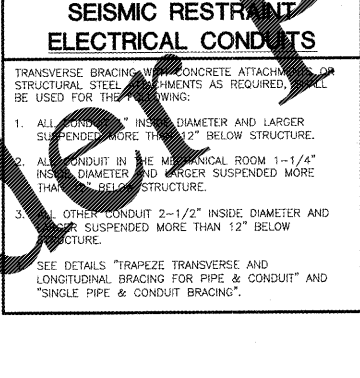 SEISMIC RESTRAINT
ELECTRICAL CONDUITS
TRANSVERSE BRACING WITH CONCRETE ATTACHMENTS OR
STRUCTURAL STEEL ATTACHMENTS AS REQUIRED, SHALL
BE USED FOR THE FOLLOWING:
1. ALL CONDUIT INSIDE DIAMETER AND LARGER
SUSPENDED MORE THAN 12" BELOW STRUCTURE.
2. ALL CONDUIT IN THE MECHANICAL ROOM 1-1/4"
INSIDE DIAMETER AND LARGER SUSPENDED MORE
THAN 12" BELOW STRUCTURE.
3. ALL OTHER CONDUIT 2-1/2" INSIDE DIAMETER AND
LARGER SUSPENDED MORE THAN 12" BELOW
STRUCTURE.
SEE DETAILS "TRAPEZE TRANSVERSE AND
LONGITUDINAL BRACING FOR PIPE & CONDUIT" AND
"SINGLE PIPE & CONDUIT BRACING".